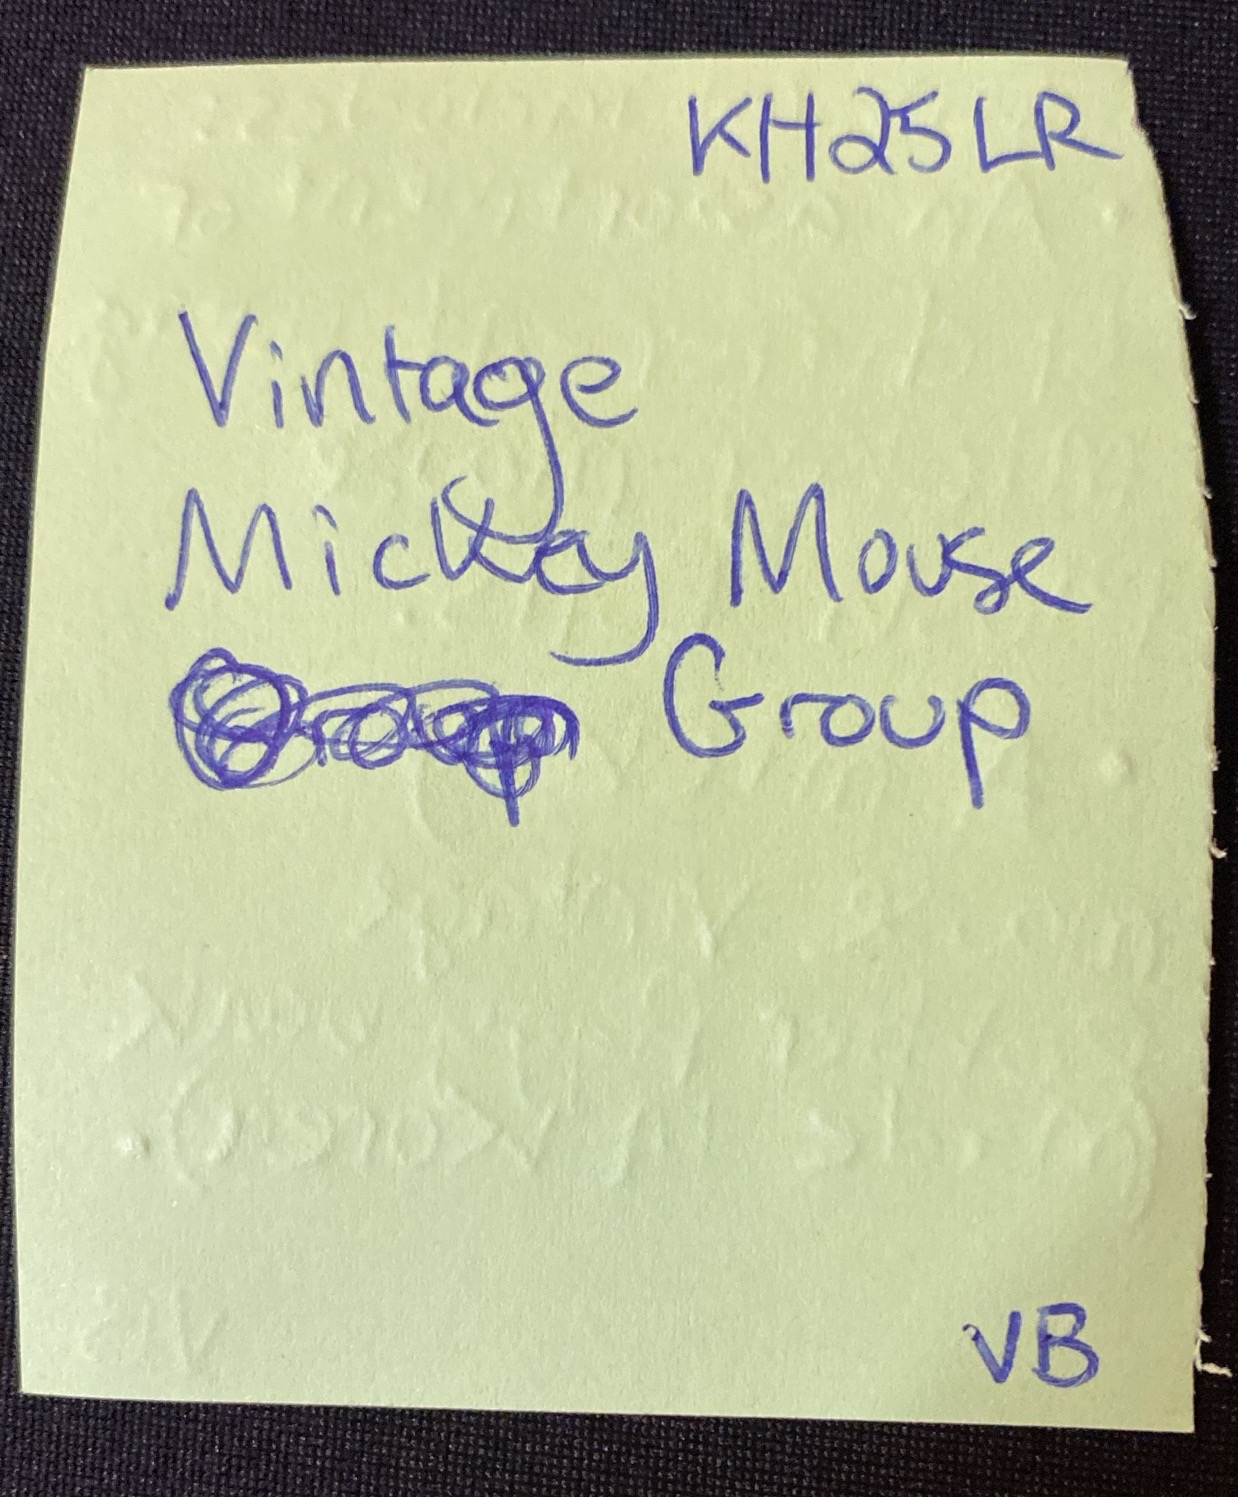 KH25LR
Vintage
Mickey Mouse
Group
VB